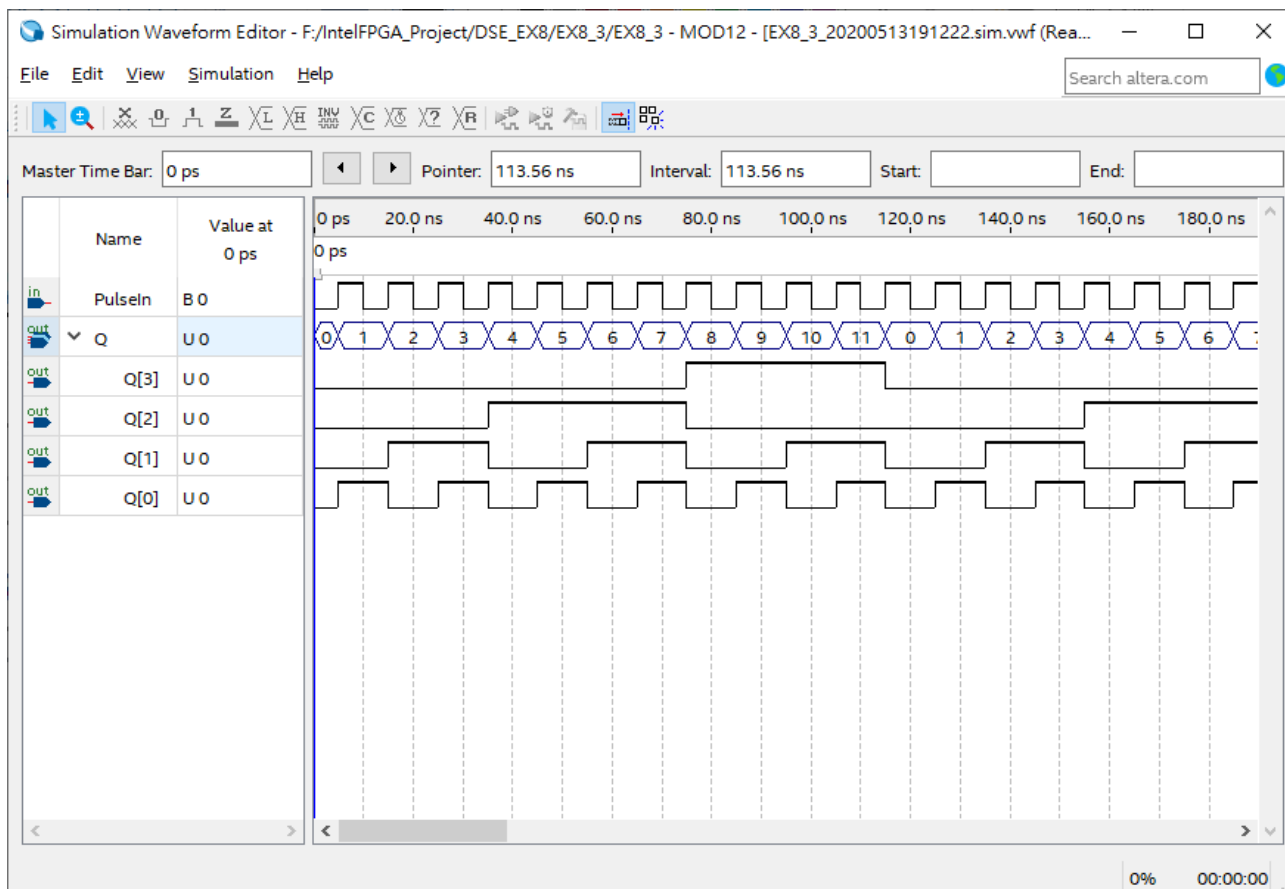 Simulation Waveform Editor - F:/IntelFPGA_Project/DSE_EX8/EX8_3/EX8_3 - MOD12 - [EX8_3_20200513191222.sim.vwf (Rea...
File Edit View Simulation Help
Search altera.com
Master Time Bar: 0 ps Pointer: 113.56 ns Interval: 113.56 ns Start: End:
Name Value at 0 ps
0 ps 20.0 ns 40.0 ns 60.0 ns 80.0 ns 100.0 ns 120.0 ns 140.0 ns 160.0 ns 180.0 ns
0 ps
in PulseIn B 0
out Q U 0 0 1 2 3 4 5 6 7 8 9 10 11 0 1 2 3 4 5 6
out Q[3] U 0
out Q[2] U 0
out Q[1] U 0
out Q[0] U 0
0% 00:00:00